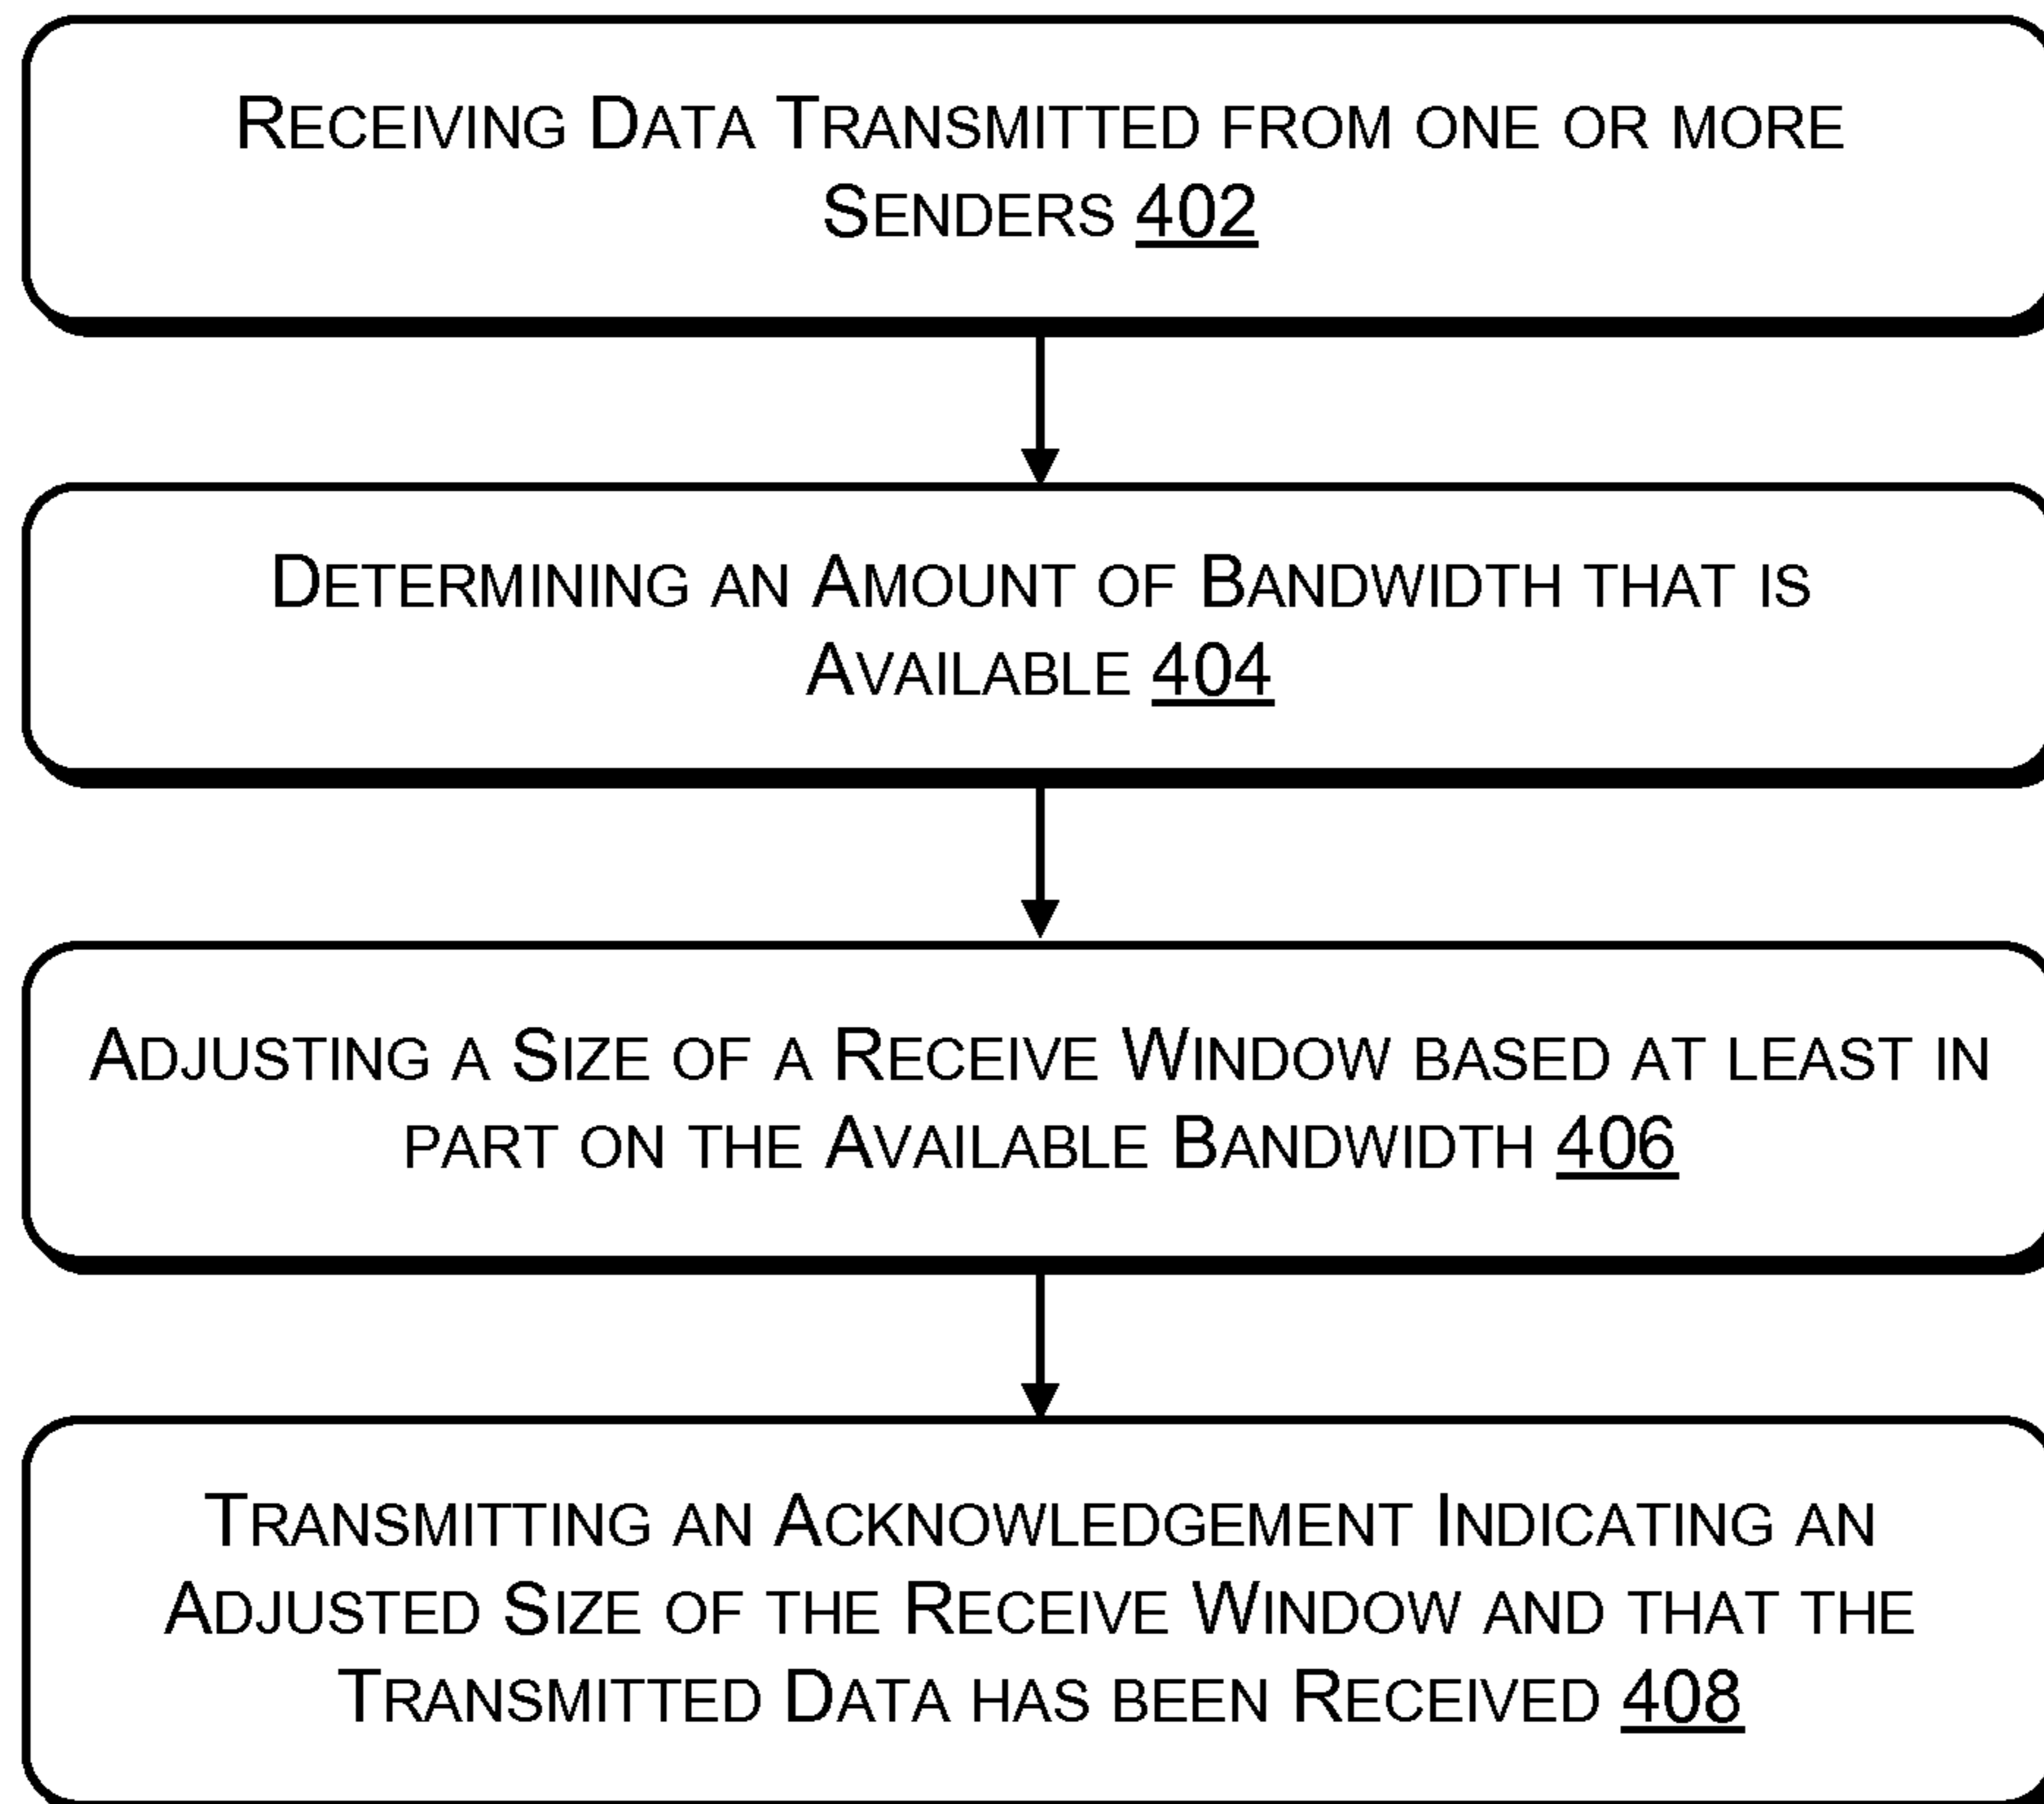 Receiving Data Transmitted from one or more
Senders 402
Determining an Amount of Bandwidth that is
Available 404
Adjusting a Size of a Receive Window based at least in
part on the Available Bandwidth 406
Transmitting an Acknowledgement Indicating an
Adjusted Size of the Receive Window and that the
Transmitted Data has been Received 408